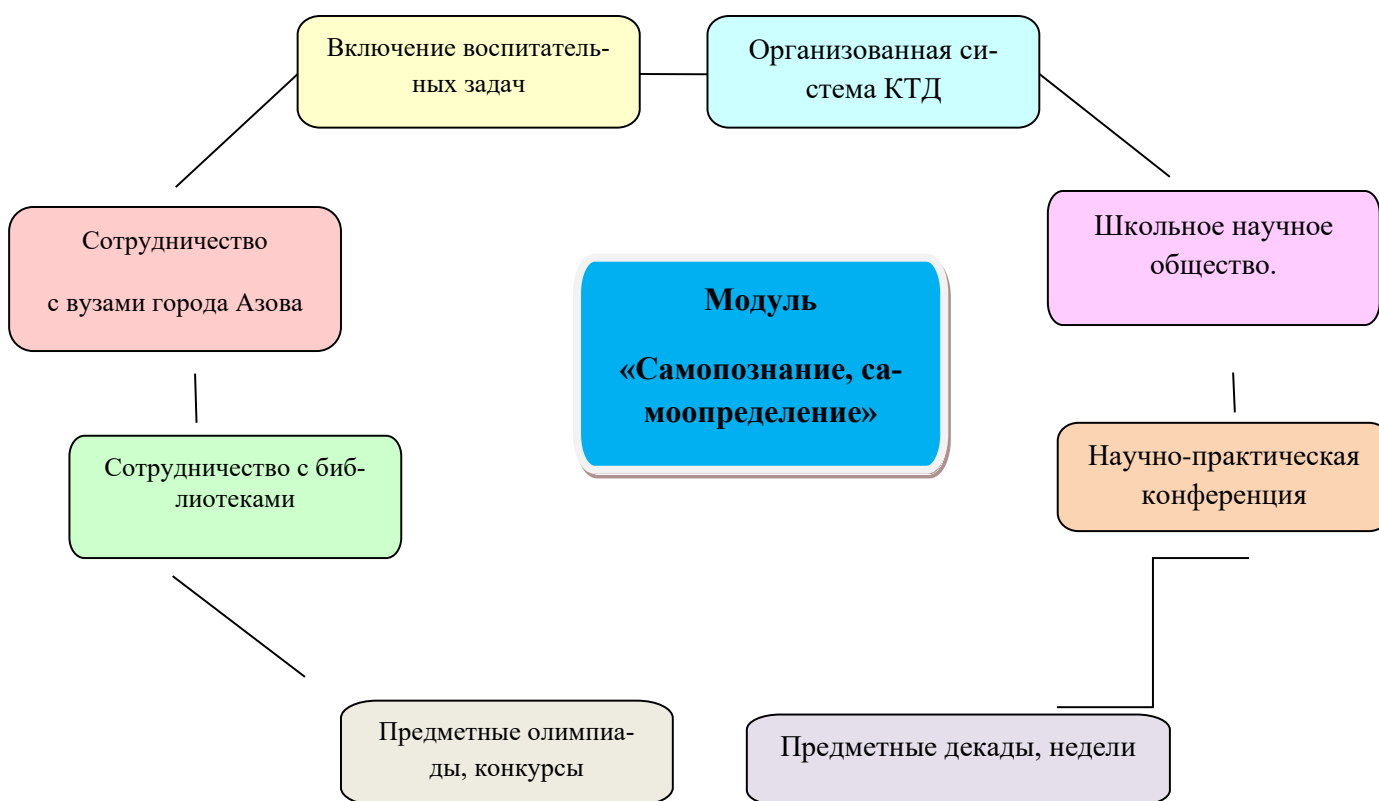 Включение воспитатель-
ных задач
Организованная си-
стема КТД
Сотрудничество
с вузами города Азова
Школьное научное
общество.
Модуль
«Самопознание, са-
моопределение»
Сотрудничество с биб-
лиотеками
Научно-практическая
конференция
Предметные олимпиа-
ды, конкурсы
Предметные декады, недели